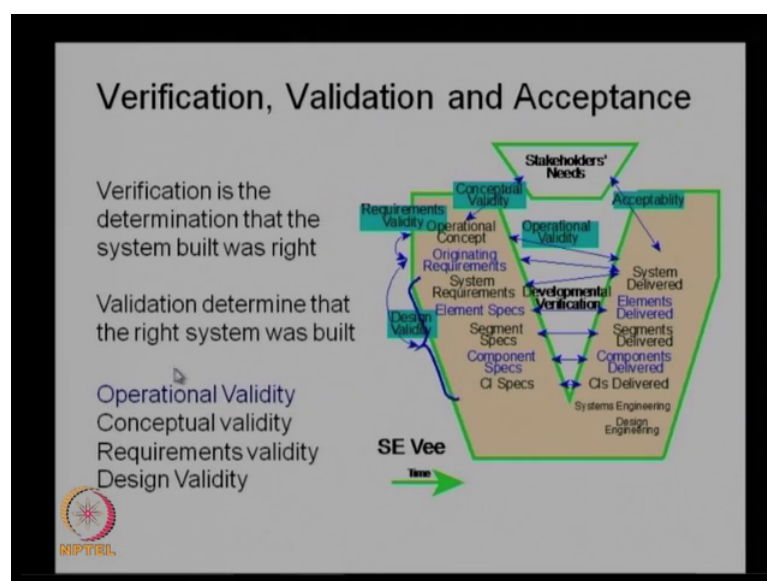 Verification, Validation and Acceptance
Verification is the
determination that the
system built was right
Validation determine that
the right system was built
Operational Validity
Conceptual validity
Requirements validity
Design Validity
Stakeholders'
Needs
Conceptual
Validity
Acceptablity
Requirements
Validity
Operational
Concept
Operational
Validity
Originating
Requirements
System
Requirements
Developmental
Verification
System
Delivered
Element Specs
Elements
Delivered
Design
Validity
Segment
Specs
Segments
Delivered
Component
Specs
Components
Delivered
CI Specs
CIs Delivered
Systems Engineering
Design
Engineering
SE Vee
Time
NPTEL